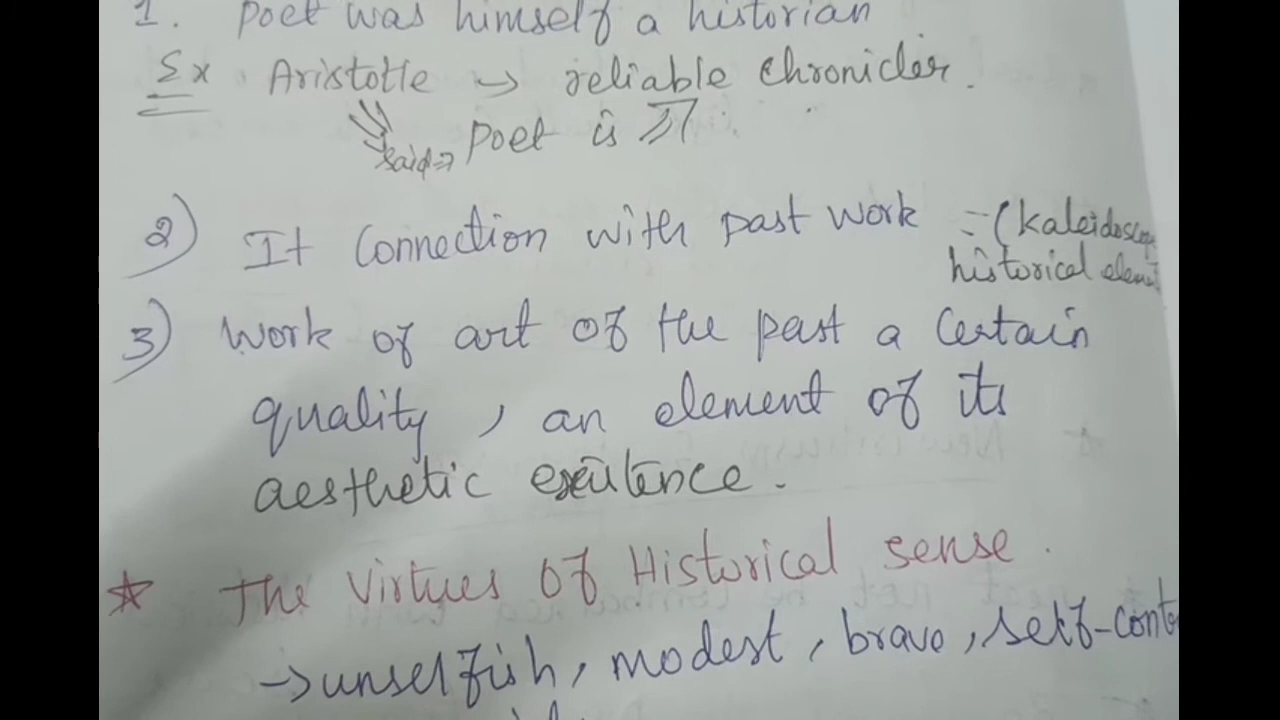 1. Poet was himself a historian
Ex. Aristotle → reliable chronicler.
said⇒ Poet is
2) It Connection with past work = (kaleidoscop
historical elem
3) Work of art of the past a Certain
quality, an element of its
aesthetic existence.
☆ The Virtues Of Historical sense.
→ unselfish, modest, brave, self-cont